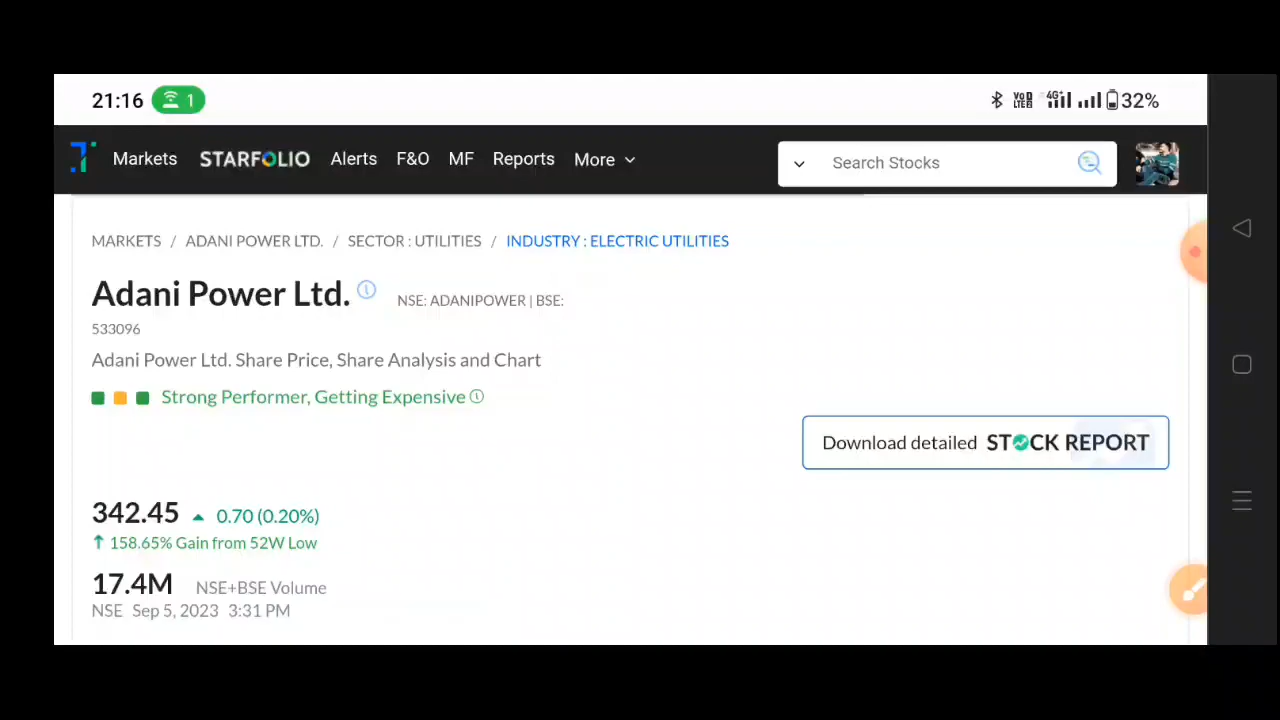 21:16 1 VoD LTE 4G+ 32%
Markets STARFOLIO Alerts F&O MF Reports More Search Stocks
MARKETS / ADANI POWER LTD. / SECTOR : UTILITIES / INDUSTRY : ELECTRIC UTILITIES
Adani Power Ltd. NSE: ADANIPOWER | BSE:
533096
Adani Power Ltd. Share Price, Share Analysis and Chart
Strong Performer, Getting Expensive
Download detailed STOCK REPORT
342.45 0.70 (0.20%)
↑ 158.65% Gain from 52W Low
17.4M NSE+BSE Volume
NSE Sep 5, 2023 3:31 PM